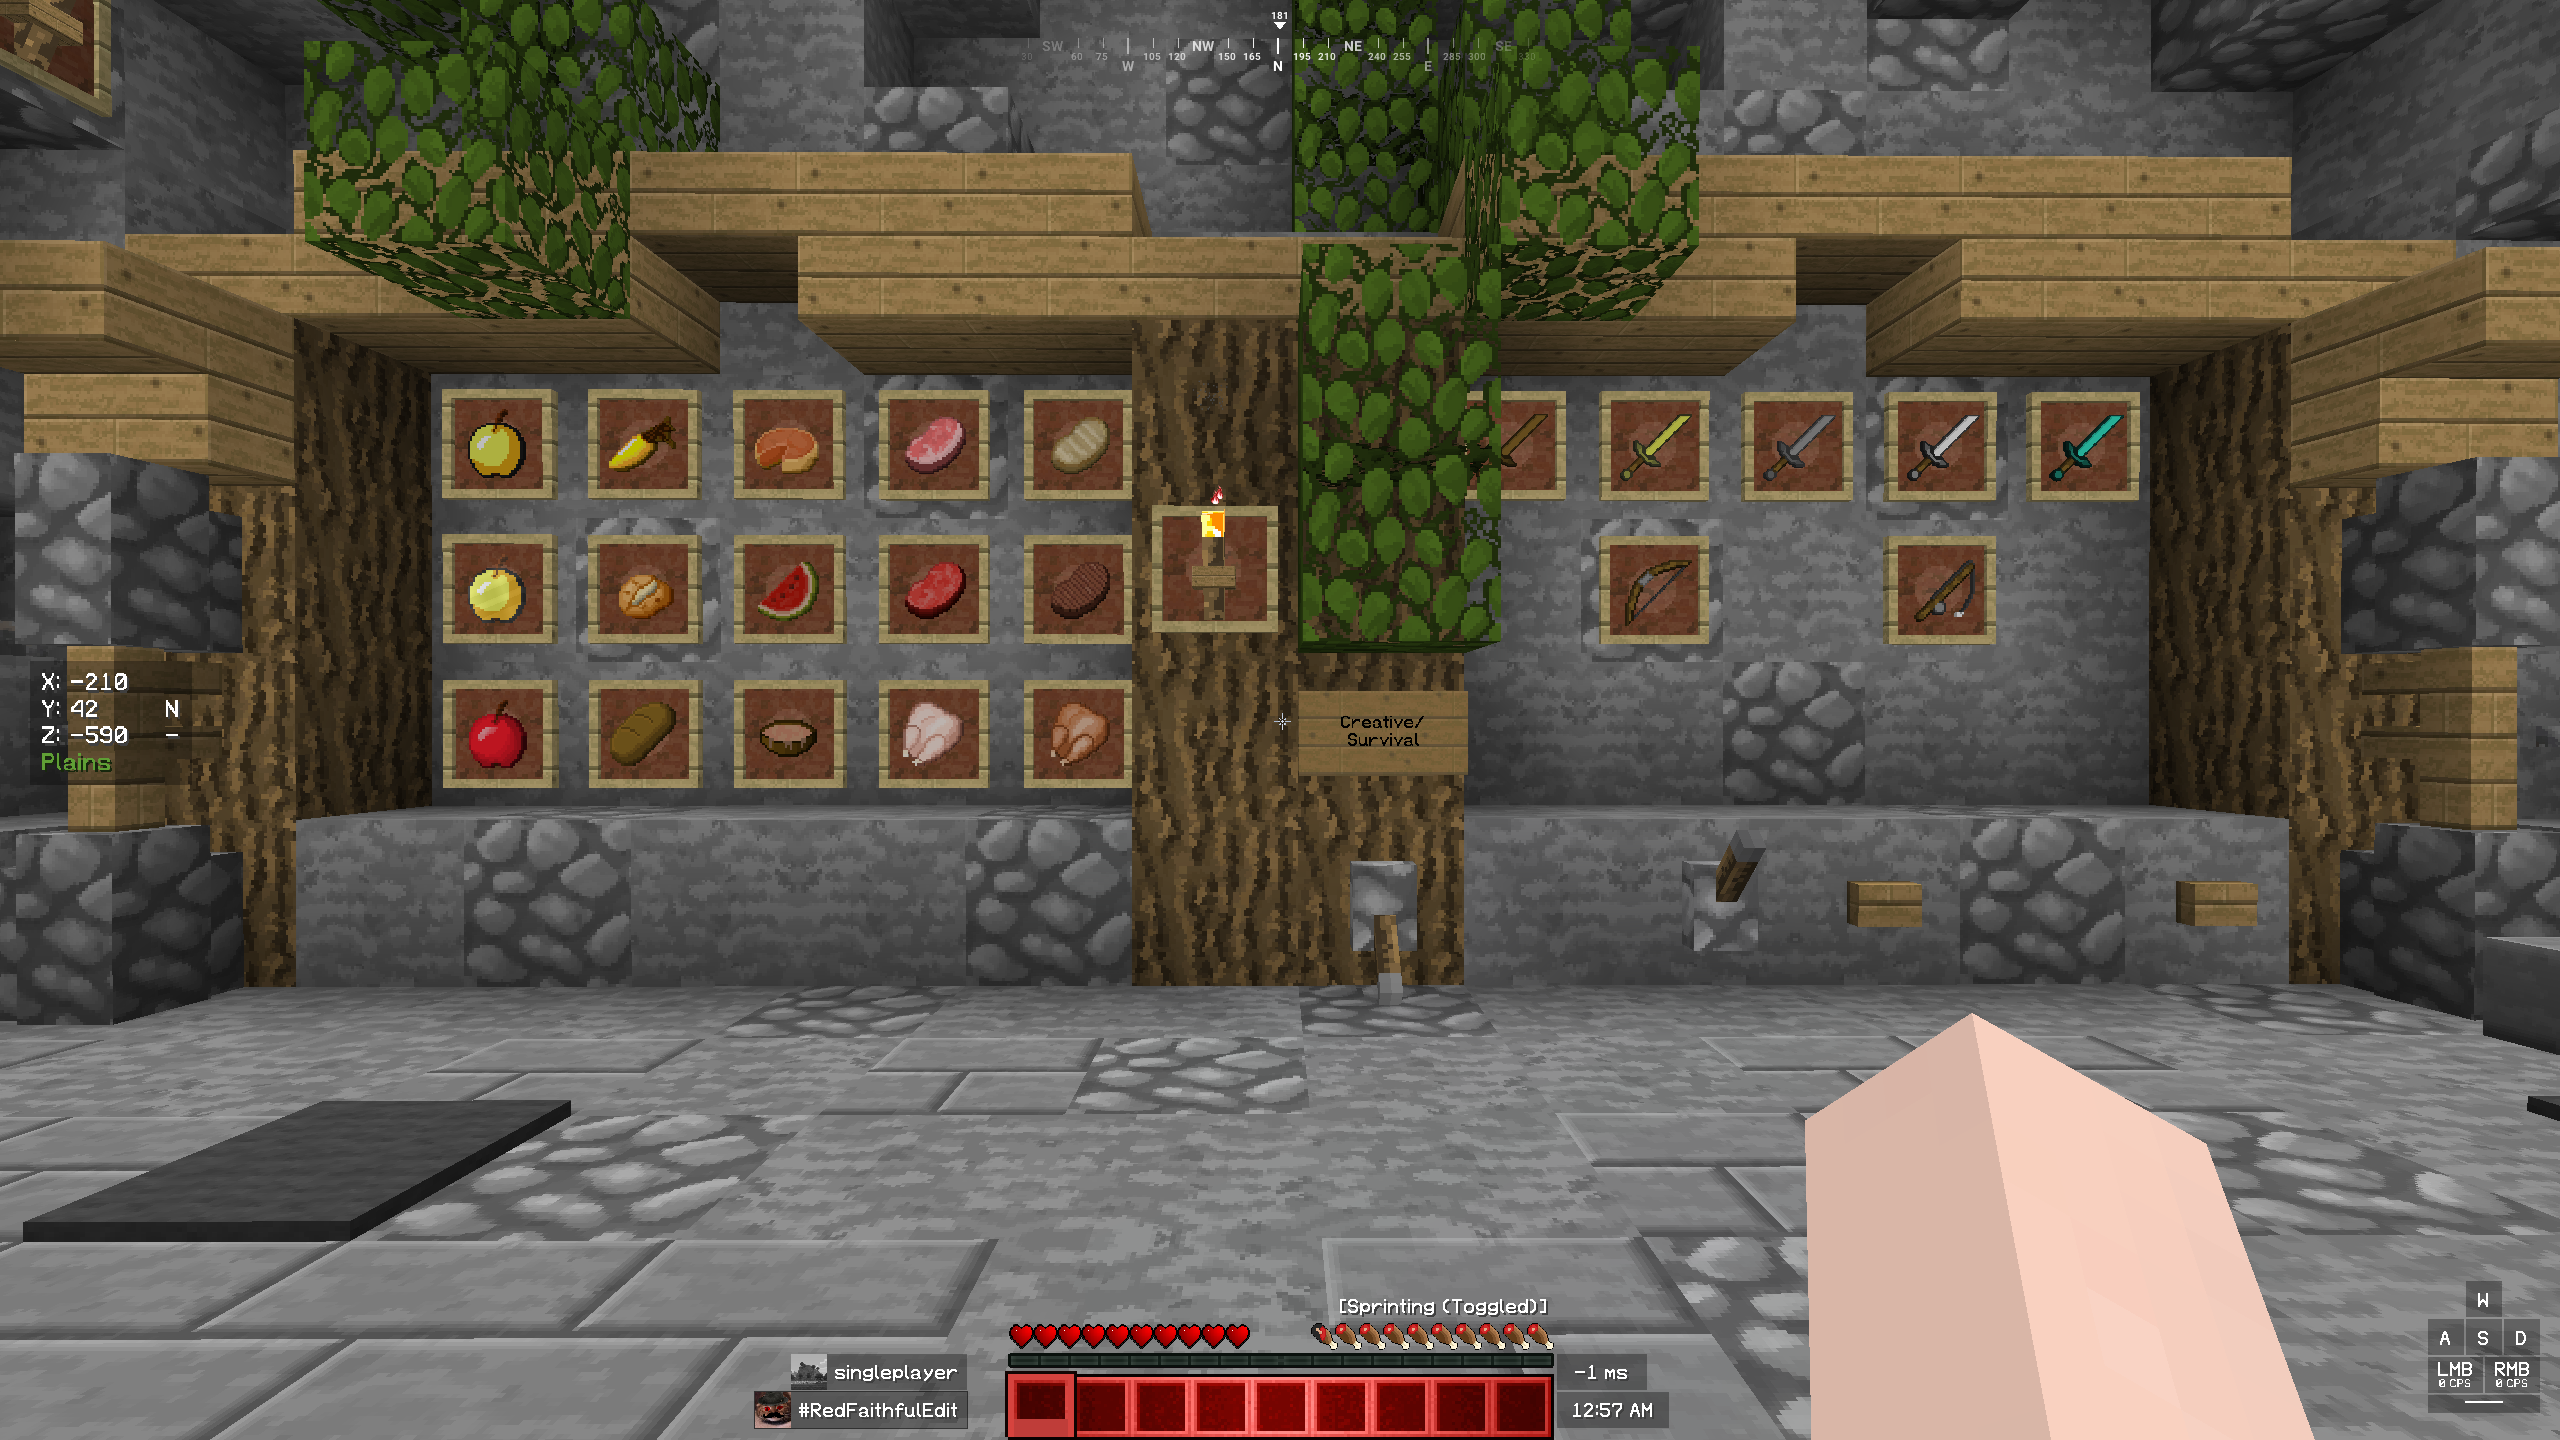 181
SW NW NE SE
30 60 75 105 120 150 165 195 210 240 255 285 300 330
W N E
X: -210
Y: 42 N
Z: -590 -
Plains
Creative/
Survival
[Sprinting (Toggled)]
singleplayer
-1 ms
#RedFaithfulEdit
12:57 AM
W
A S D
LMB RMB
0 CPS 0 CPS